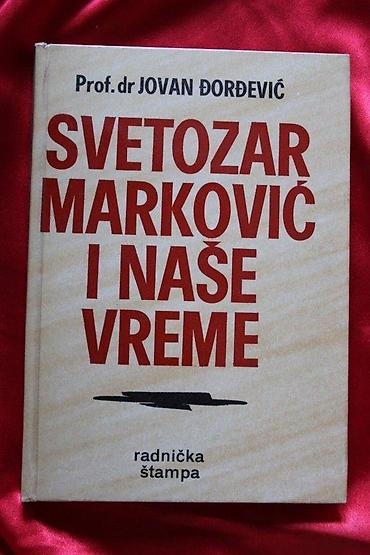 Prof. dr JOVAN ĐORĐEVIĆ
SVETOZAR
MARKOVIĆ
I NAŠE
VREME
radnička
štampa